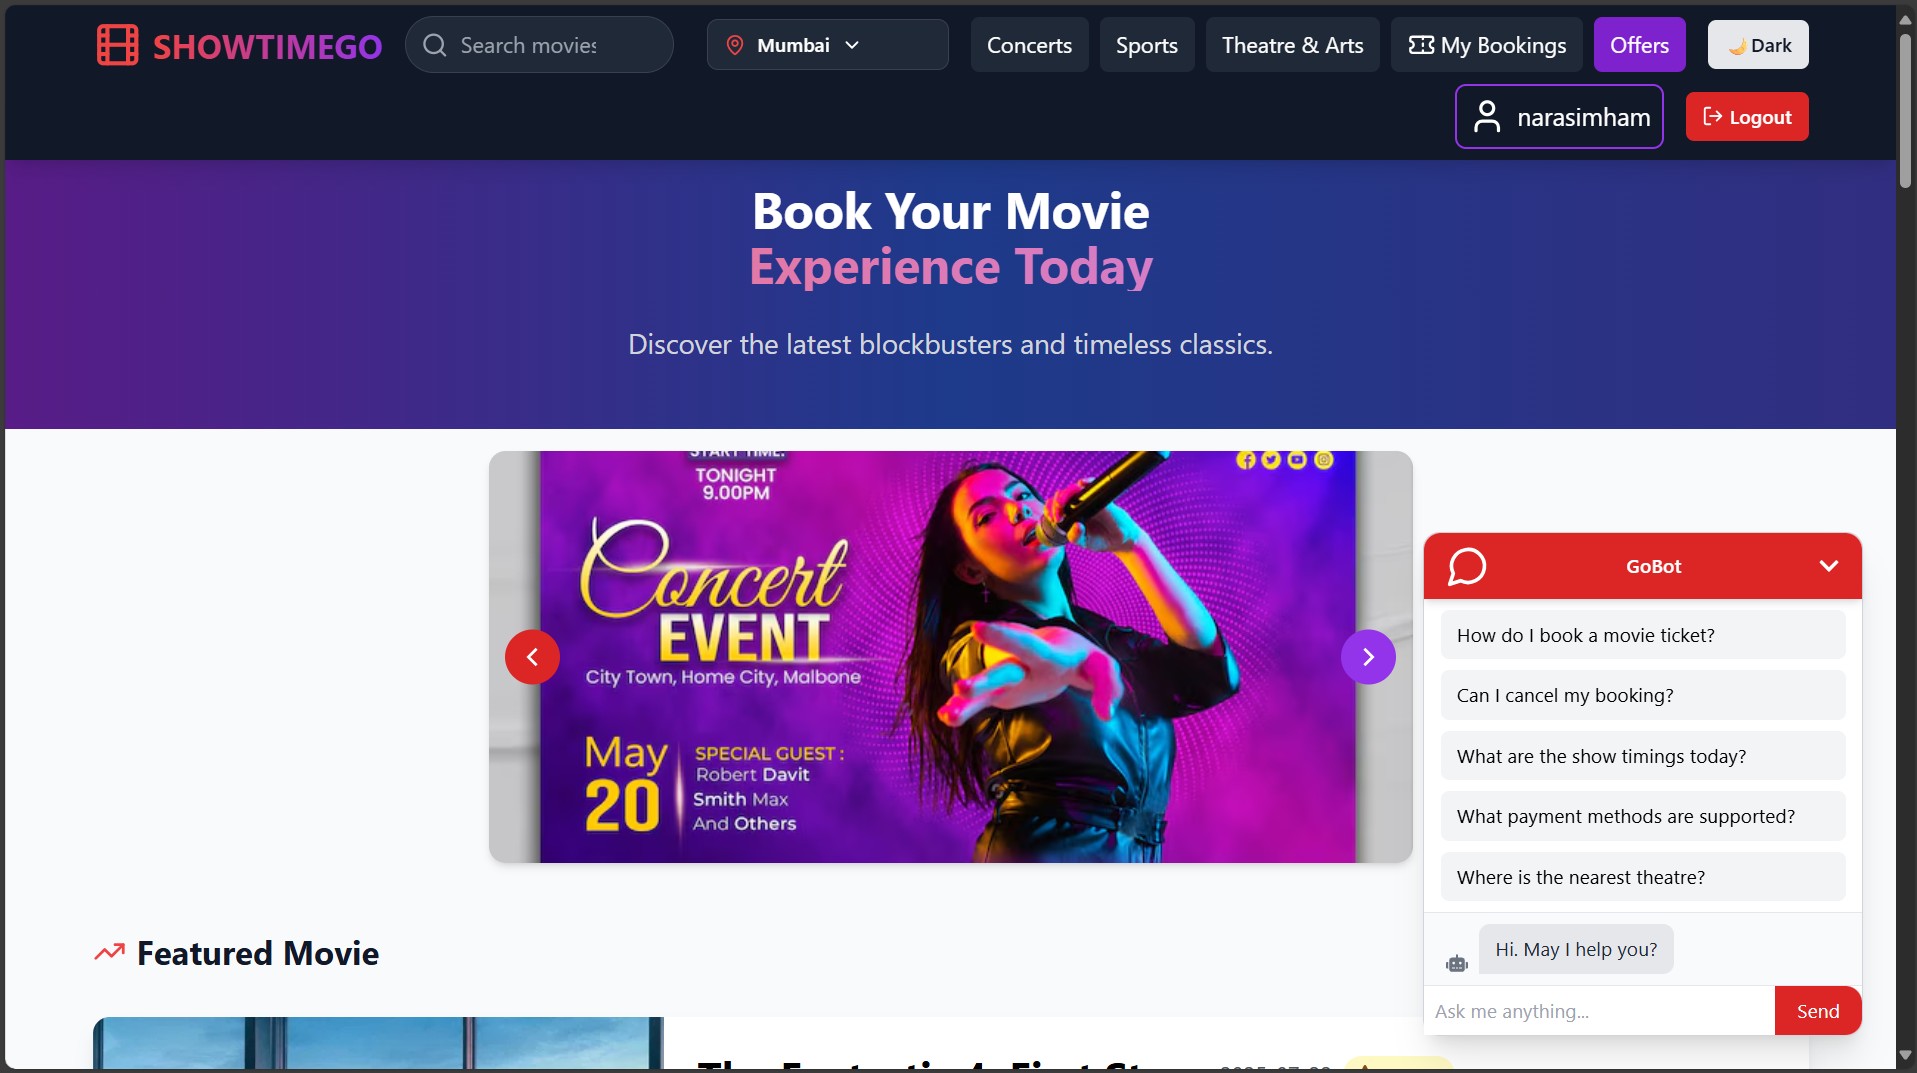 SHOWTIMEGO
Search movies
Mumbai
Concerts
Sports
Theatre & Arts
My Bookings
Offers
Dark
narasimham
Logout
Book Your Movie
Experience Today
Discover the latest blockbusters and timeless classics.
START TIME:
TONIGHT
9.00PM
Concert
EVENT
City Town, Home City, Malbone
May
20
SPECIAL GUEST :
Robert Davit
Smith Max
And Others
GoBot
How do I book a movie ticket?
Can I cancel my booking?
What are the show timings today?
What payment methods are supported?
Where is the nearest theatre?
Hi. May I help you?
Ask me anything...
Send
Featured Movie
The Fantastic 4: First